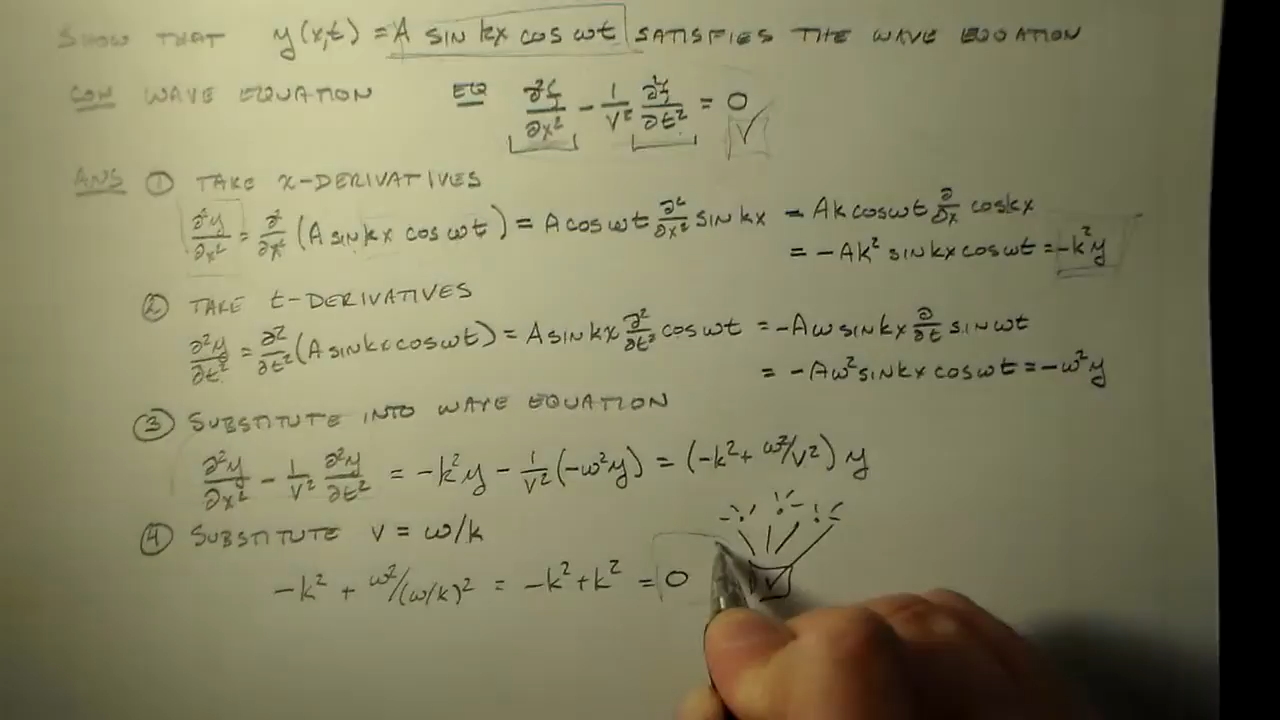 SHOW THAT y(x,t) = A sin kx cos ωt SATISFIES THE WAVE EQUATION
CON WAVE EQUATION EQ ∂²y/∂x² - 1/v² ∂²y/∂t² = 0 ✓
ANS ① TAKE x-DERIVATIVES
∂²y/∂x² = ∂²/∂x² (A sin kx cos ωt) = A cos ωt ∂²/∂x² sin kx = Ak cos ωt ∂/∂x cos kx
= -Ak² sin kx cos ωt = -k²y
② TAKE t-DERIVATIVES
∂²y/∂t² = ∂²/∂t² (A sin kx cos ωt) = A sin kx ∂²/∂t² cos ωt = -Aω sin kx ∂/∂t sin ωt
= -Aω² sin kx cos ωt = -ω²y
③ SUBSTITUTE INTO WAVE EQUATION
∂²y/∂x² - 1/v² ∂²y/∂t² = -k²y - 1/v² (-ω²y) = (-k² + ω²/v²) y
④ SUBSTITUTE v = ω/k
-k² + ω²/(ω/k)² = -k² + k² = 0 ✓